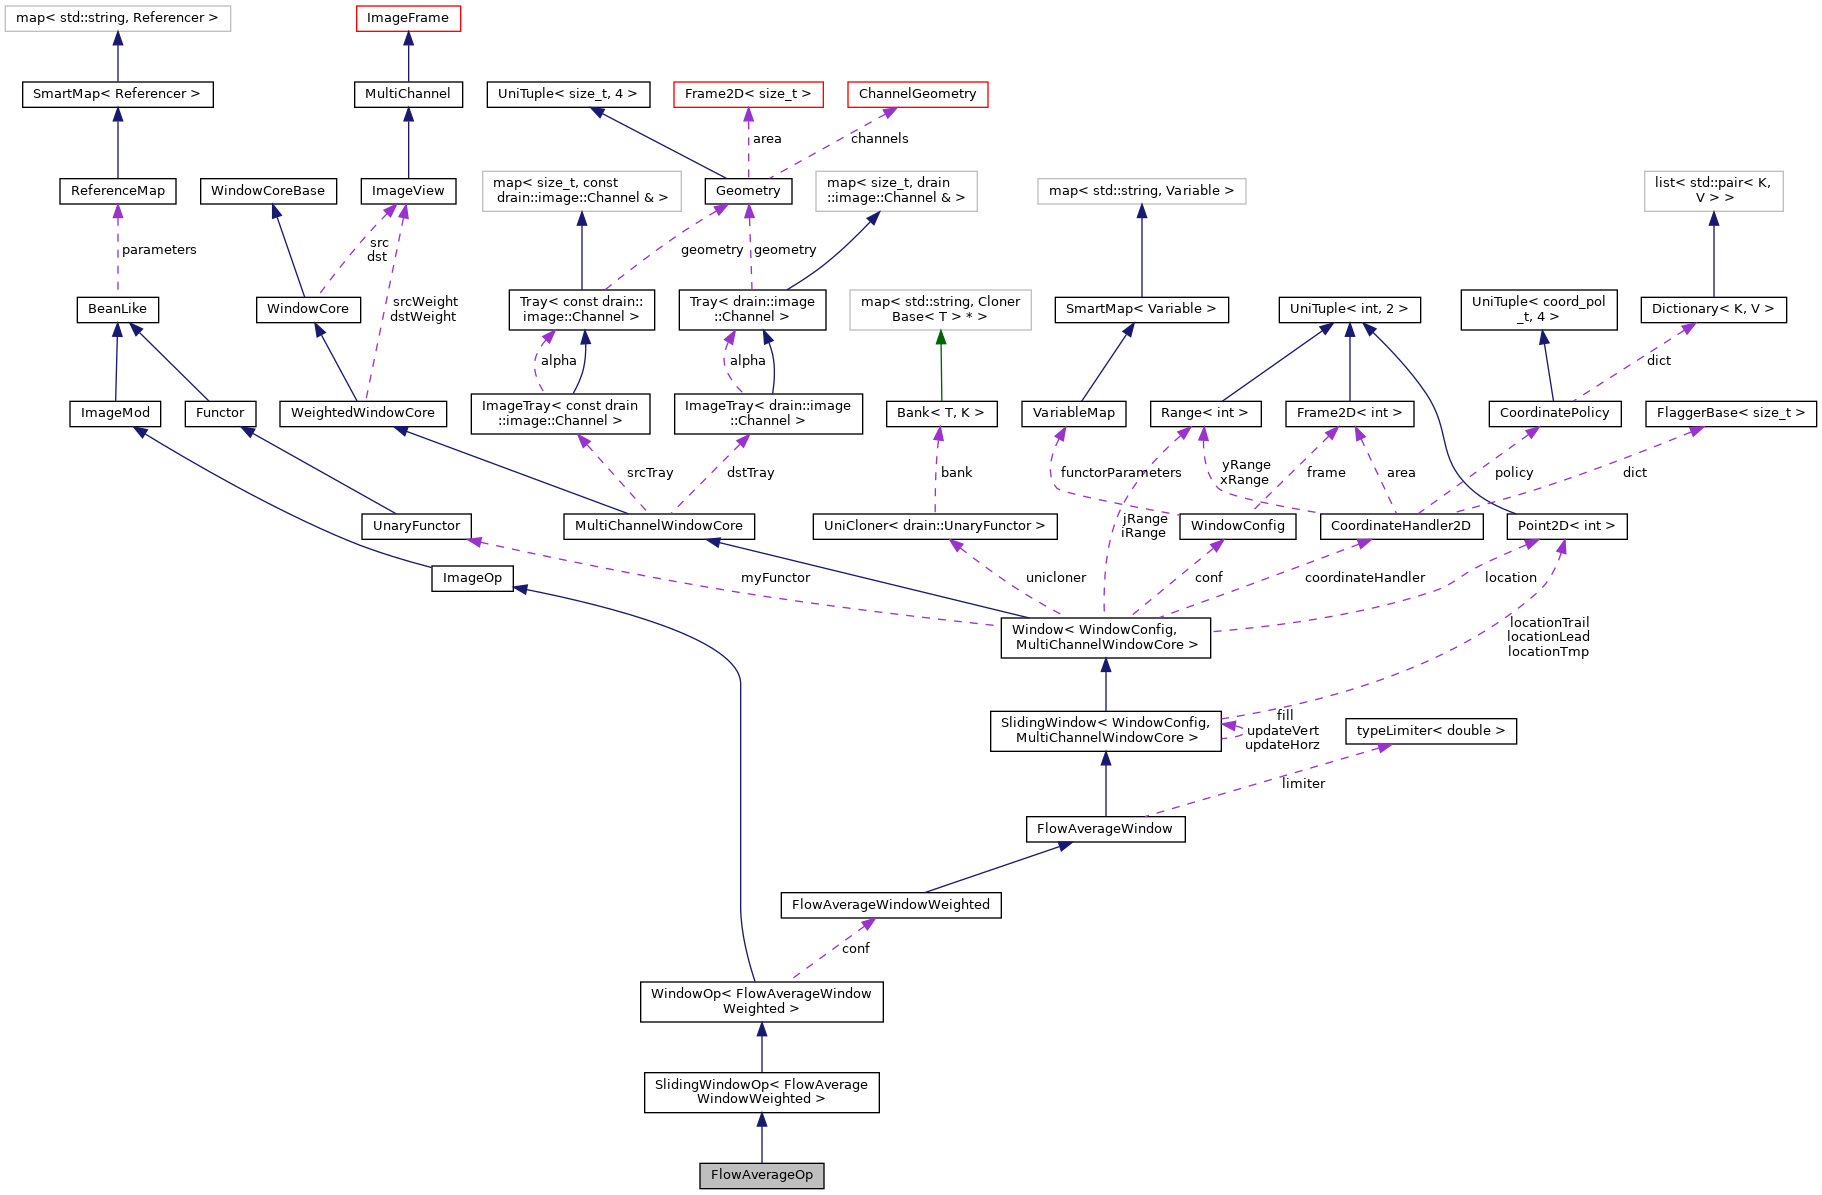 map< std::string, Referencer >
ImageFrame
SmartMap< Referencer >
MultiChannel
UniTuple< size_t, 4 >
Frame2D< size_t >
ChannelGeometry
area
channels
ReferenceMap
WindowCoreBase
ImageView
map< size_t, const
drain::image::Channel & >
Geometry
map< size_t, drain
::image::Channel & >
map< std::string, Variable >
list< std::pair< K,
V > >
parameters
src
dst
geometry
geometry
BeanLike
WindowCore
srcWeight
dstWeight
Tray< const drain::
image::Channel >
Tray< drain::image
::Channel >
map< std::string, Cloner
Base< T > * >
SmartMap< Variable >
UniTuple< int, 2 >
UniTuple< coord_pol
_t, 4 >
Dictionary< K, V >
alpha
alpha
dict
ImageMod
Functor
WeightedWindowCore
ImageTray< const drain
::image::Channel >
ImageTray< drain::image
::Channel >
Bank< T, K >
VariableMap
Range< int >
Frame2D< int >
CoordinatePolicy
FlaggerBase< size_t >
srcTray
dstTray
bank
functorParameters
yRange
xRange
frame
area
policy
dict
UnaryFunctor
MultiChannelWindowCore
UniCloner< drain::UnaryFunctor >
jRange
iRange
WindowConfig
CoordinateHandler2D
Point2D< int >
ImageOp
myFunctor
unicloner
conf
coordinateHandler
location
Window< WindowConfig,
MultiChannelWindowCore >
locationTrail
locationLead
locationTmp
SlidingWindow< WindowConfig,
MultiChannelWindowCore >
fill
updateVert
updateHorz
typeLimiter< double >
limiter
FlowAverageWindow
FlowAverageWindowWeighted
conf
WindowOp< FlowAverageWindow
Weighted >
SlidingWindowOp< FlowAverage
WindowWeighted >
FlowAverageOp